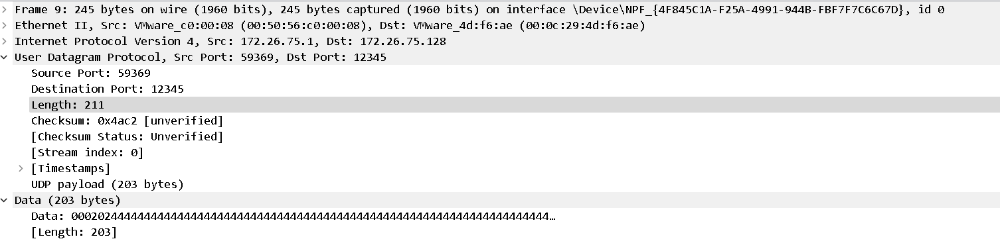 Frame 9: 245 bytes on wire (1960 bits), 245 bytes captured (1960 bits) on interface \Device\NPF_{4F845C1A-F25A-4991-944B-FBF7F7C6C67D}, id 0
Ethernet II, Src: VMware_c0:00:08 (00:50:56:c0:00:08), Dst: VMware_4d:f6:ae (00:0c:29:4d:f6:ae)
Internet Protocol Version 4, Src: 172.26.75.1, Dst: 172.26.75.128
User Datagram Protocol, Src Port: 59369, Dst Port: 12345
Source Port: 59369
Destination Port: 12345
Length: 211
Checksum: 0x4ac2 [unverified]
[Checksum Status: Unverified]
[Stream index: 0]
[Timestamps]
UDP payload (203 bytes)
Data (203 bytes)
Data: 000202444444444444444444444444444444444444444444444444444444444444444444…
[Length: 203]